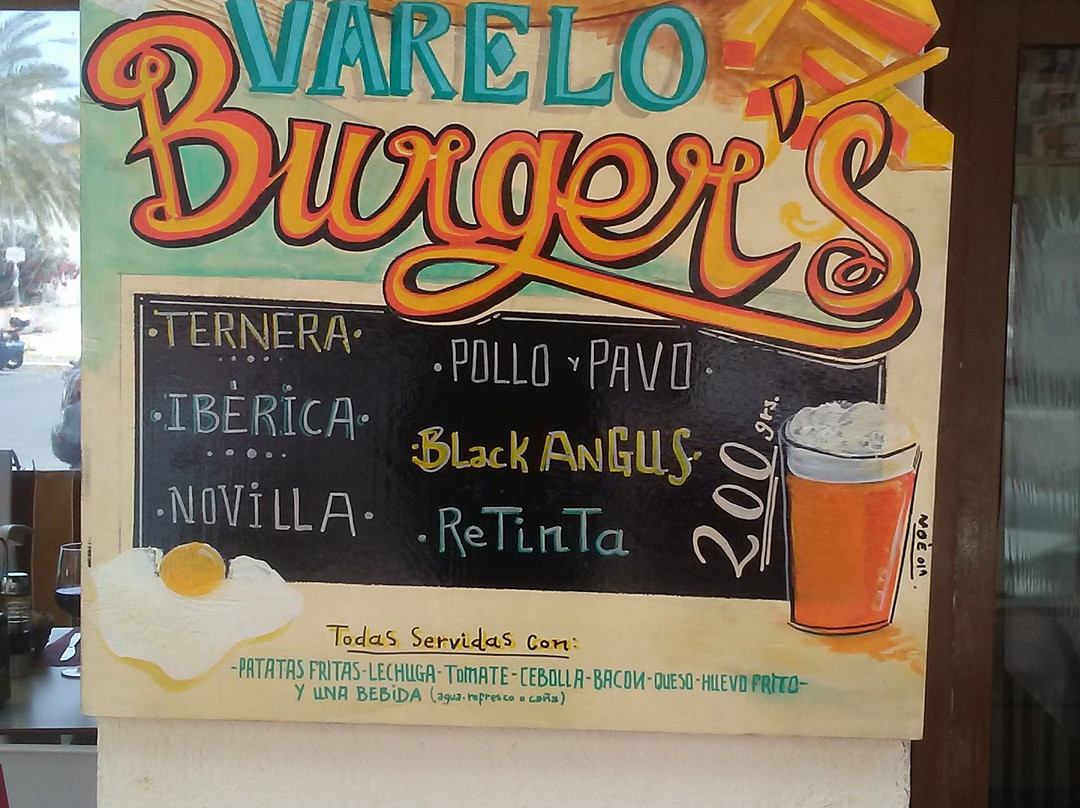 VARELO
Burger's
·TERNERA·
·IBÉRICA·
·NOVILLA·
·POLLO Y PAVO·
·BLACK ANGUS·
·ReTinTa
200 grs.
Todas Servidas Con:
-PATATAS FRITAS-LECHUGA-TOMATE-CEBOLLA-BACON-QUESO-HUEVO FRITO-
Y UNA BEBIDA (agua-refresco o caña)